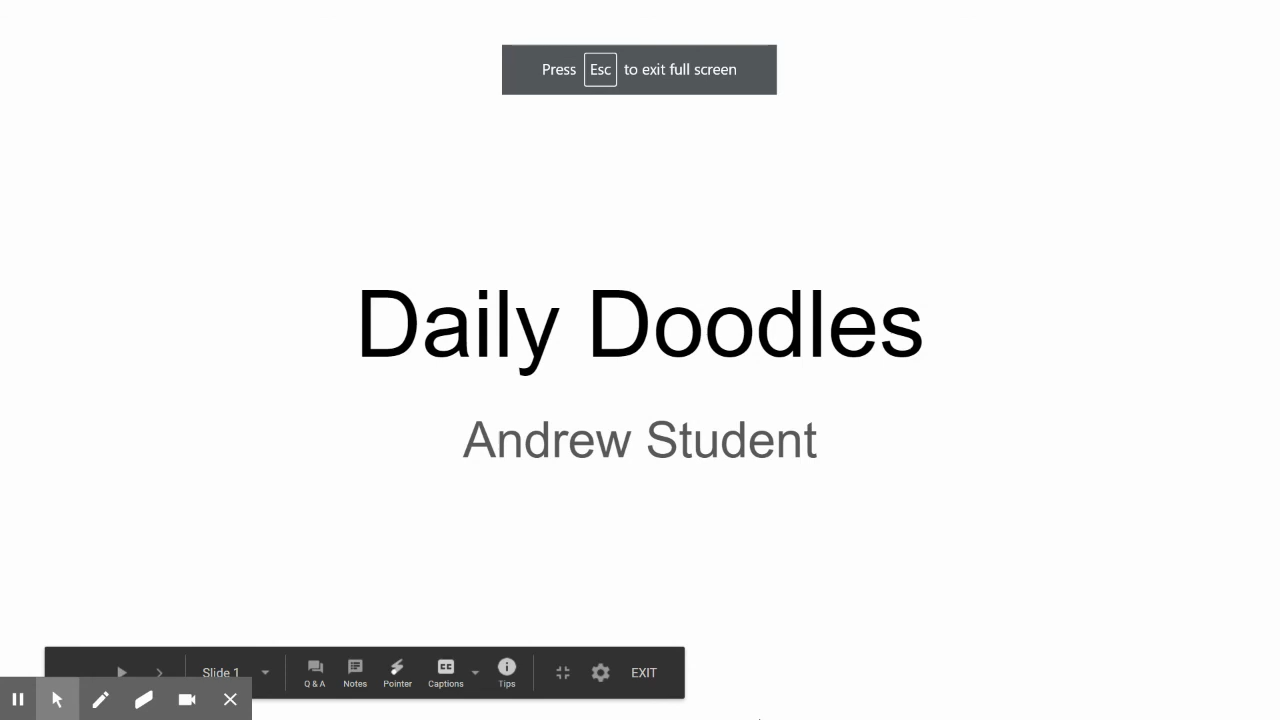 Press Esc to exit full screen
Daily Doodles
Andrew Student
Slide 1
Q & A Notes Pointer Captions Tips EXIT